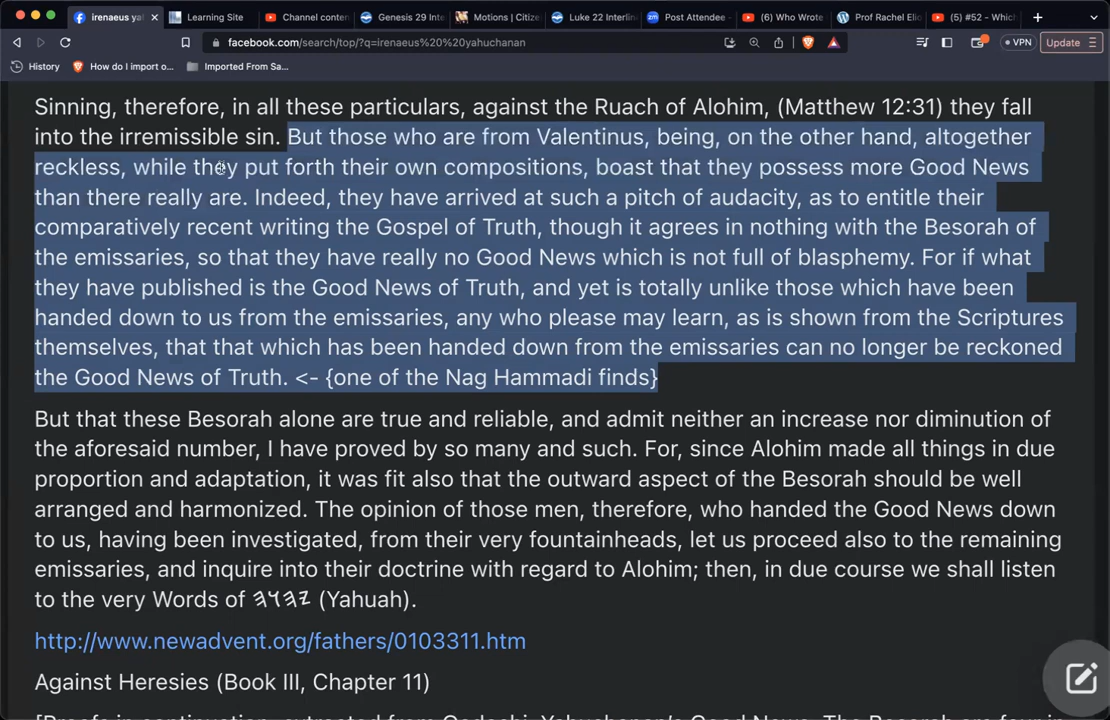 irenaeus ya
Learning Site
Channel conten
Genesis 29 Inte
Motions | Citize
Luke 22 Interlin
Post Attendee -
(6) Who Wrote
Prof Rachel Elio
(5) #52 - Which
facebook.com/search/top/?q=irenaeus%20%20yahuchanan
VPN
Update
History
How do I import o...
Imported From Sa...
Sinning, therefore, in all these particulars, against the Ruach of Alohim, (Matthew 12:31) they fall
into the irremissible sin. But those who are from Valentinus, being, on the other hand, altogether
reckless, while they put forth their own compositions, boast that they possess more Good News
than there really are. Indeed, they have arrived at such a pitch of audacity, as to entitle their
comparatively recent writing the Gospel of Truth, though it agrees in nothing with the Besorah of
the emissaries, so that they have really no Good News which is not full of blasphemy. For if what
they have published is the Good News of Truth, and yet is totally unlike those which have been
handed down to us from the emissaries, any who please may learn, as is shown from the Scriptures
themselves, that that which has been handed down from the emissaries can no longer be reckoned
the Good News of Truth. <- {one of the Nag Hammadi finds}
But that these Besorah alone are true and reliable, and admit neither an increase nor diminution of
the aforesaid number, I have proved by so many and such. For, since Alohim made all things in due
proportion and adaptation, it was fit also that the outward aspect of the Besorah should be well
arranged and harmonized. The opinion of those men, therefore, who handed the Good News down
to us, having been investigated, from their very fountainheads, let us proceed also to the remaining
emissaries, and inquire into their doctrine with regard to Alohim; then, in due course we shall listen
to the very Words of 𐤄𐤅𐤄𐤉 (Yahuah).
http://www.newadvent.org/fathers/0103311.htm
Against Heresies (Book III, Chapter 11)